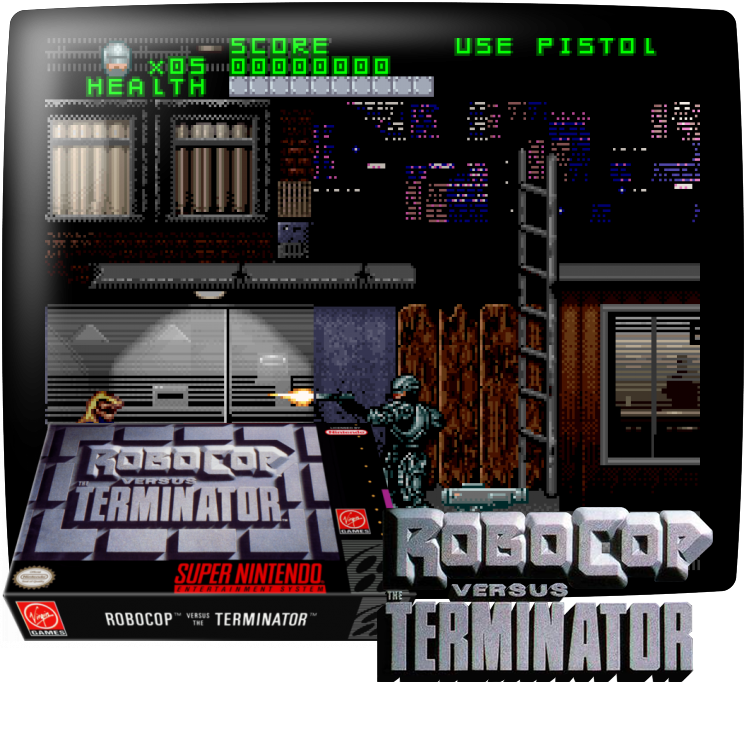 SCORE
USE PISTOL
x05 00000000
HEALTH
ROBOCOP
VERSUS
THE TERMINATOR
Nintendo
Virgin
GAMES
SUPER NINTENDO
ENTERTAINMENT SYSTEM
Virgin
GAMES
ROBOCOP™ VERSUS THE TERMINATOR™
ROBOCOP
VERSUS
THE
TERMINATOR